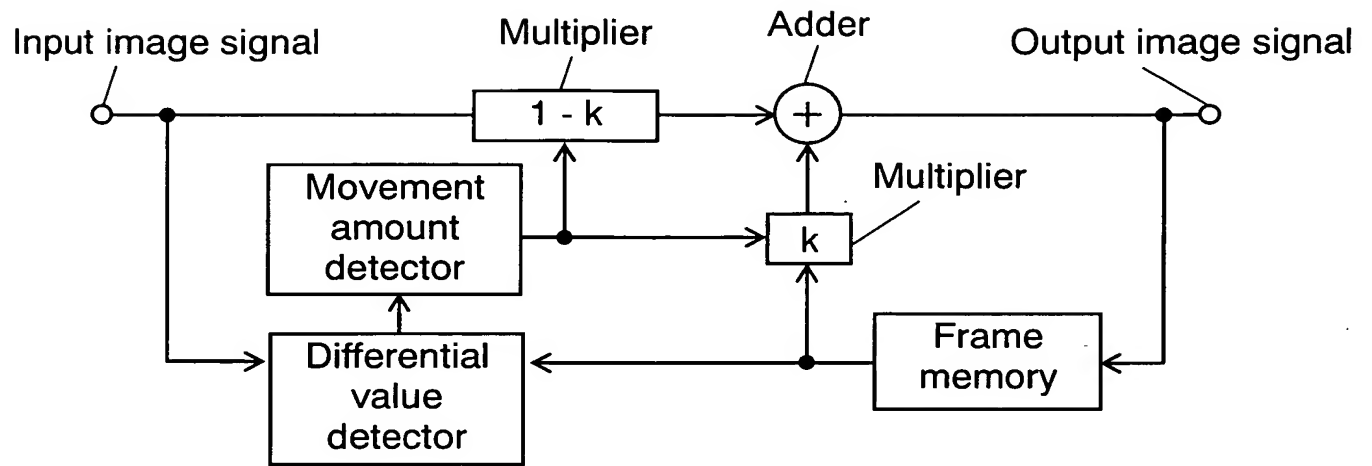 Input image signal
Multiplier
Adder
Output image signal
1 - k
+
Movement
amount
detector
Multiplier
k
Differential
value
detector
Frame
memory